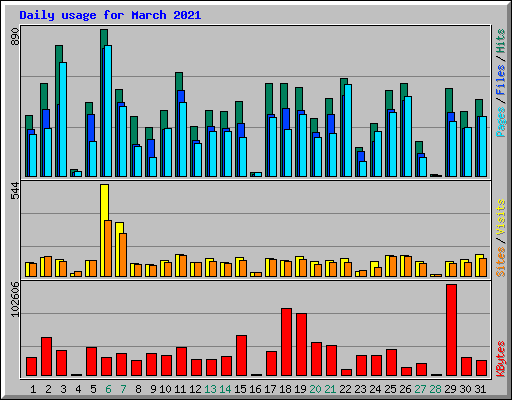 Daily usage for March 2021
890
Pages / Files / Hits
544
Sites / Visits
102606
KBytes
1 2 3 4 5 6 7 8 9 10 11 12 13 14 15 16 17 18 19 20 21 22 23 24 25 26 27 28 29 30 31